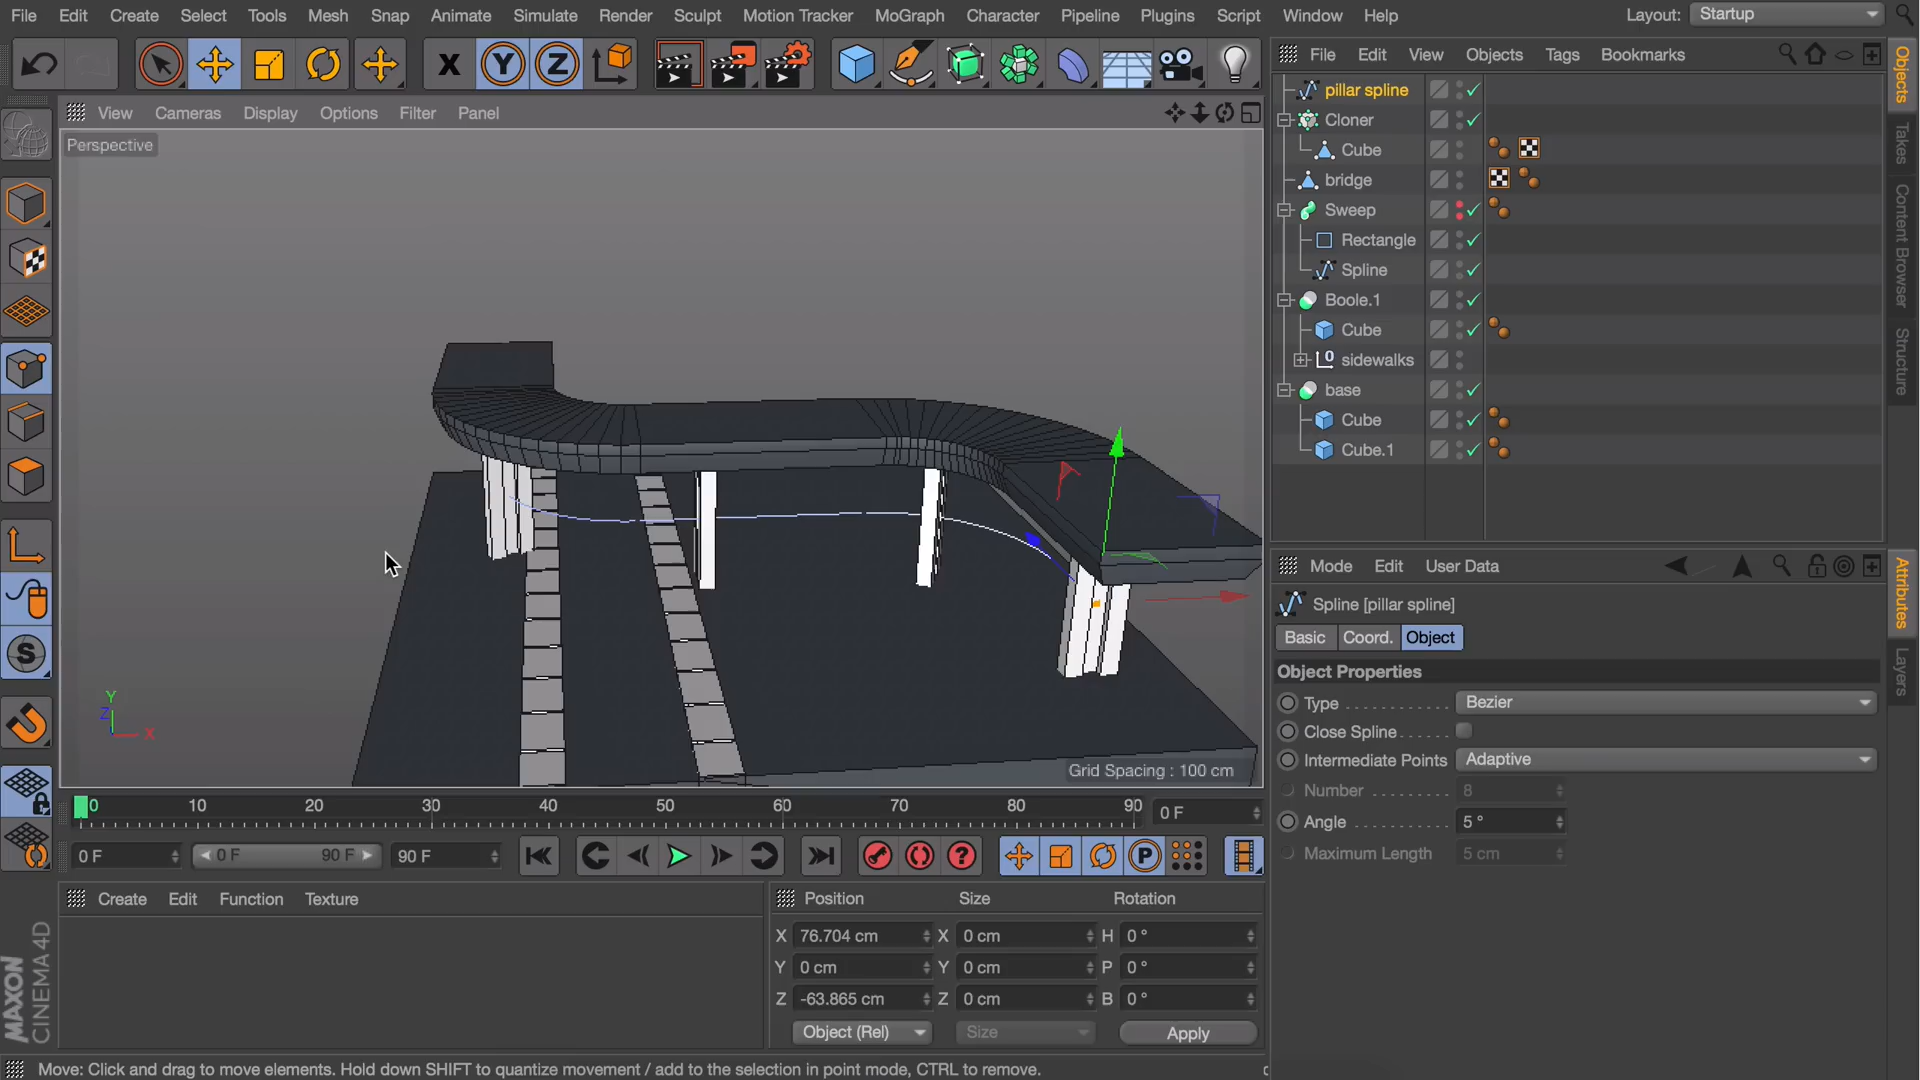 File Edit Create Select Tools Mesh Snap Animate Simulate Render Sculpt Motion Tracker MoGraph Character Pipeline Plugins Script Window Help Layout: Startup
X Y Z
File Edit View Objects Tags Bookmarks
View Cameras Display Options Filter Panel
Perspective
pillar spline
Cloner
Cube
bridge
Sweep
Rectangle
Spline
Boole.1
Cube
sidewalks
base
Cube
Cube.1
Objects
Takes
Content Browser
Structure
Mode Edit User Data
Spline [pillar spline]
Basic Coord. Object
Object Properties
Type Bezier
Close Spline
Intermediate Points Adaptive
Number 8
Angle 5 °
Maximum Length 5 cm
Attributes
Layers
Y
Z
X
Grid Spacing : 100 cm
0 10 20 30 40 50 60 70 80 90 0 F
0 F 0 F 90 F 90 F
Create Edit Function Texture
Position Size Rotation
X 76.704 cm X 0 cm H 0 °
Y 0 cm Y 0 cm P 0 °
Z -63.865 cm Z 0 cm B 0 °
Object (Rel) Size Apply
MAXON
CINEMA 4D
Move: Click and drag to move elements. Hold down SHIFT to quantize movement / add to the selection in point mode, CTRL to remove.